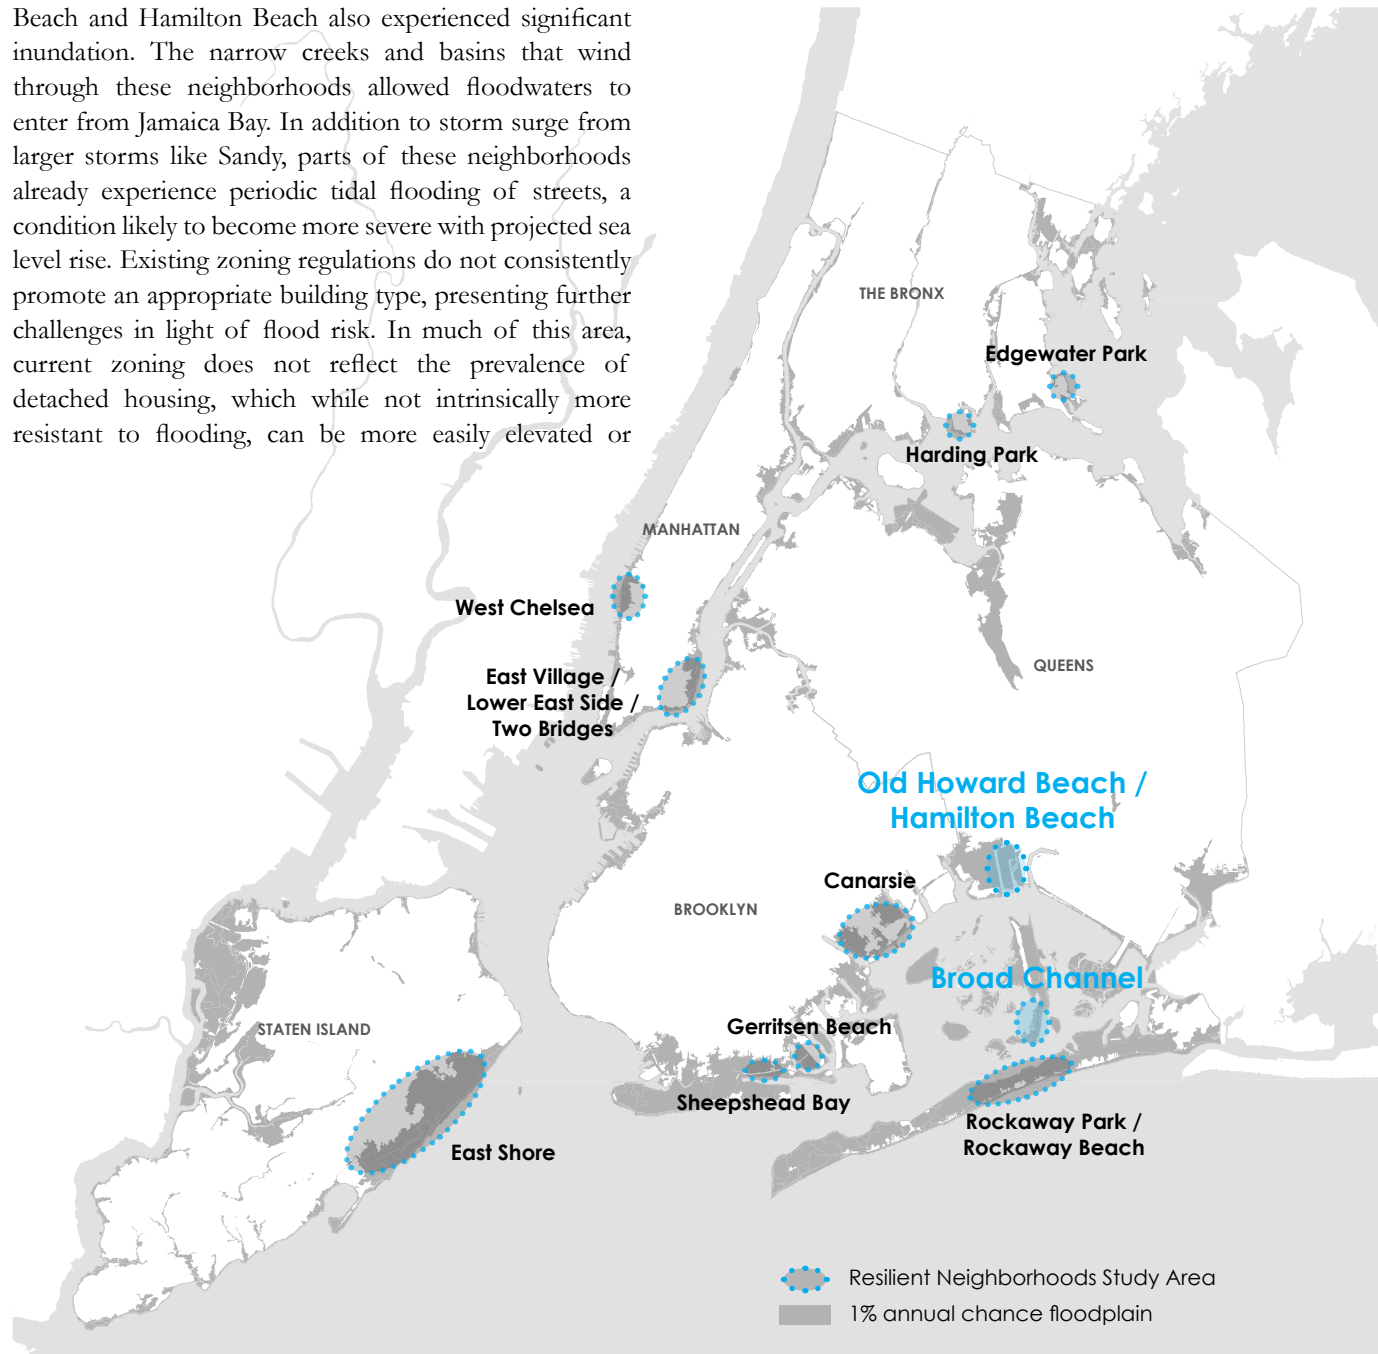 Beach and Hamilton Beach also experienced significant
inundation. The narrow creeks and basins that wind
through these neighborhoods allowed floodwaters to
enter from Jamaica Bay. In addition to storm surge from
larger storms like Sandy, parts of these neighborhoods
already experience periodic tidal flooding of streets, a
condition likely to become more severe with projected sea
level rise. Existing zoning regulations do not consistently
promote an appropriate building type, presenting further
challenges in light of flood risk. In much of this area,
current zoning does not reflect the prevalence of
detached housing, which while not intrinsically more
resistant to flooding, can be more easily elevated or
THE BRONX
Edgewater Park
Harding Park
MANHATTAN
West Chelsea
East Village /
Lower East Side /
Two Bridges
QUEENS
Old Howard Beach /
Hamilton Beach
Canarsie
BROOKLYN
Broad Channel
Gerritsen Beach
STATEN ISLAND
Sheepshead Bay
Rockaway Park /
Rockaway Beach
East Shore
Resilient Neighborhoods Study Area
1% annual chance floodplain